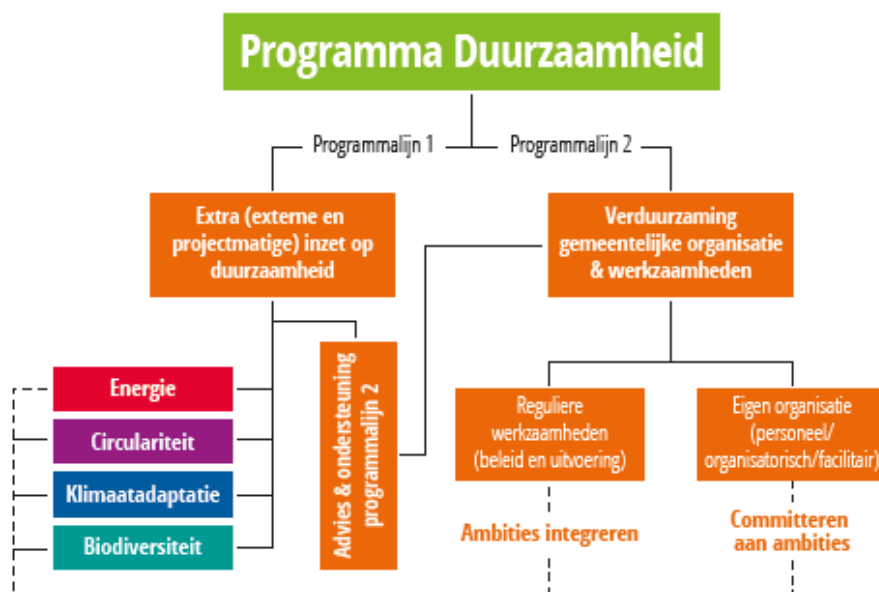 Programma Duurzaamheid
Programmalijn 1
Programmalijn 2
Extra (externe en
projectmatige) inzet op
duurzaamheid
Verduurzaming
gemeentelijke organisatie
& werkzaamheden
Energie
Circulariteit
Klimaatadaptatie
Biodiversiteit
Advies & ondersteuning
programmalijn 2
Reguliere
werkzaamheden
(beleid en uitvoering)
Eigen organisatie
(personeel/
organisatorisch/facilitair)
Ambities integreren
Committeren
aan ambities